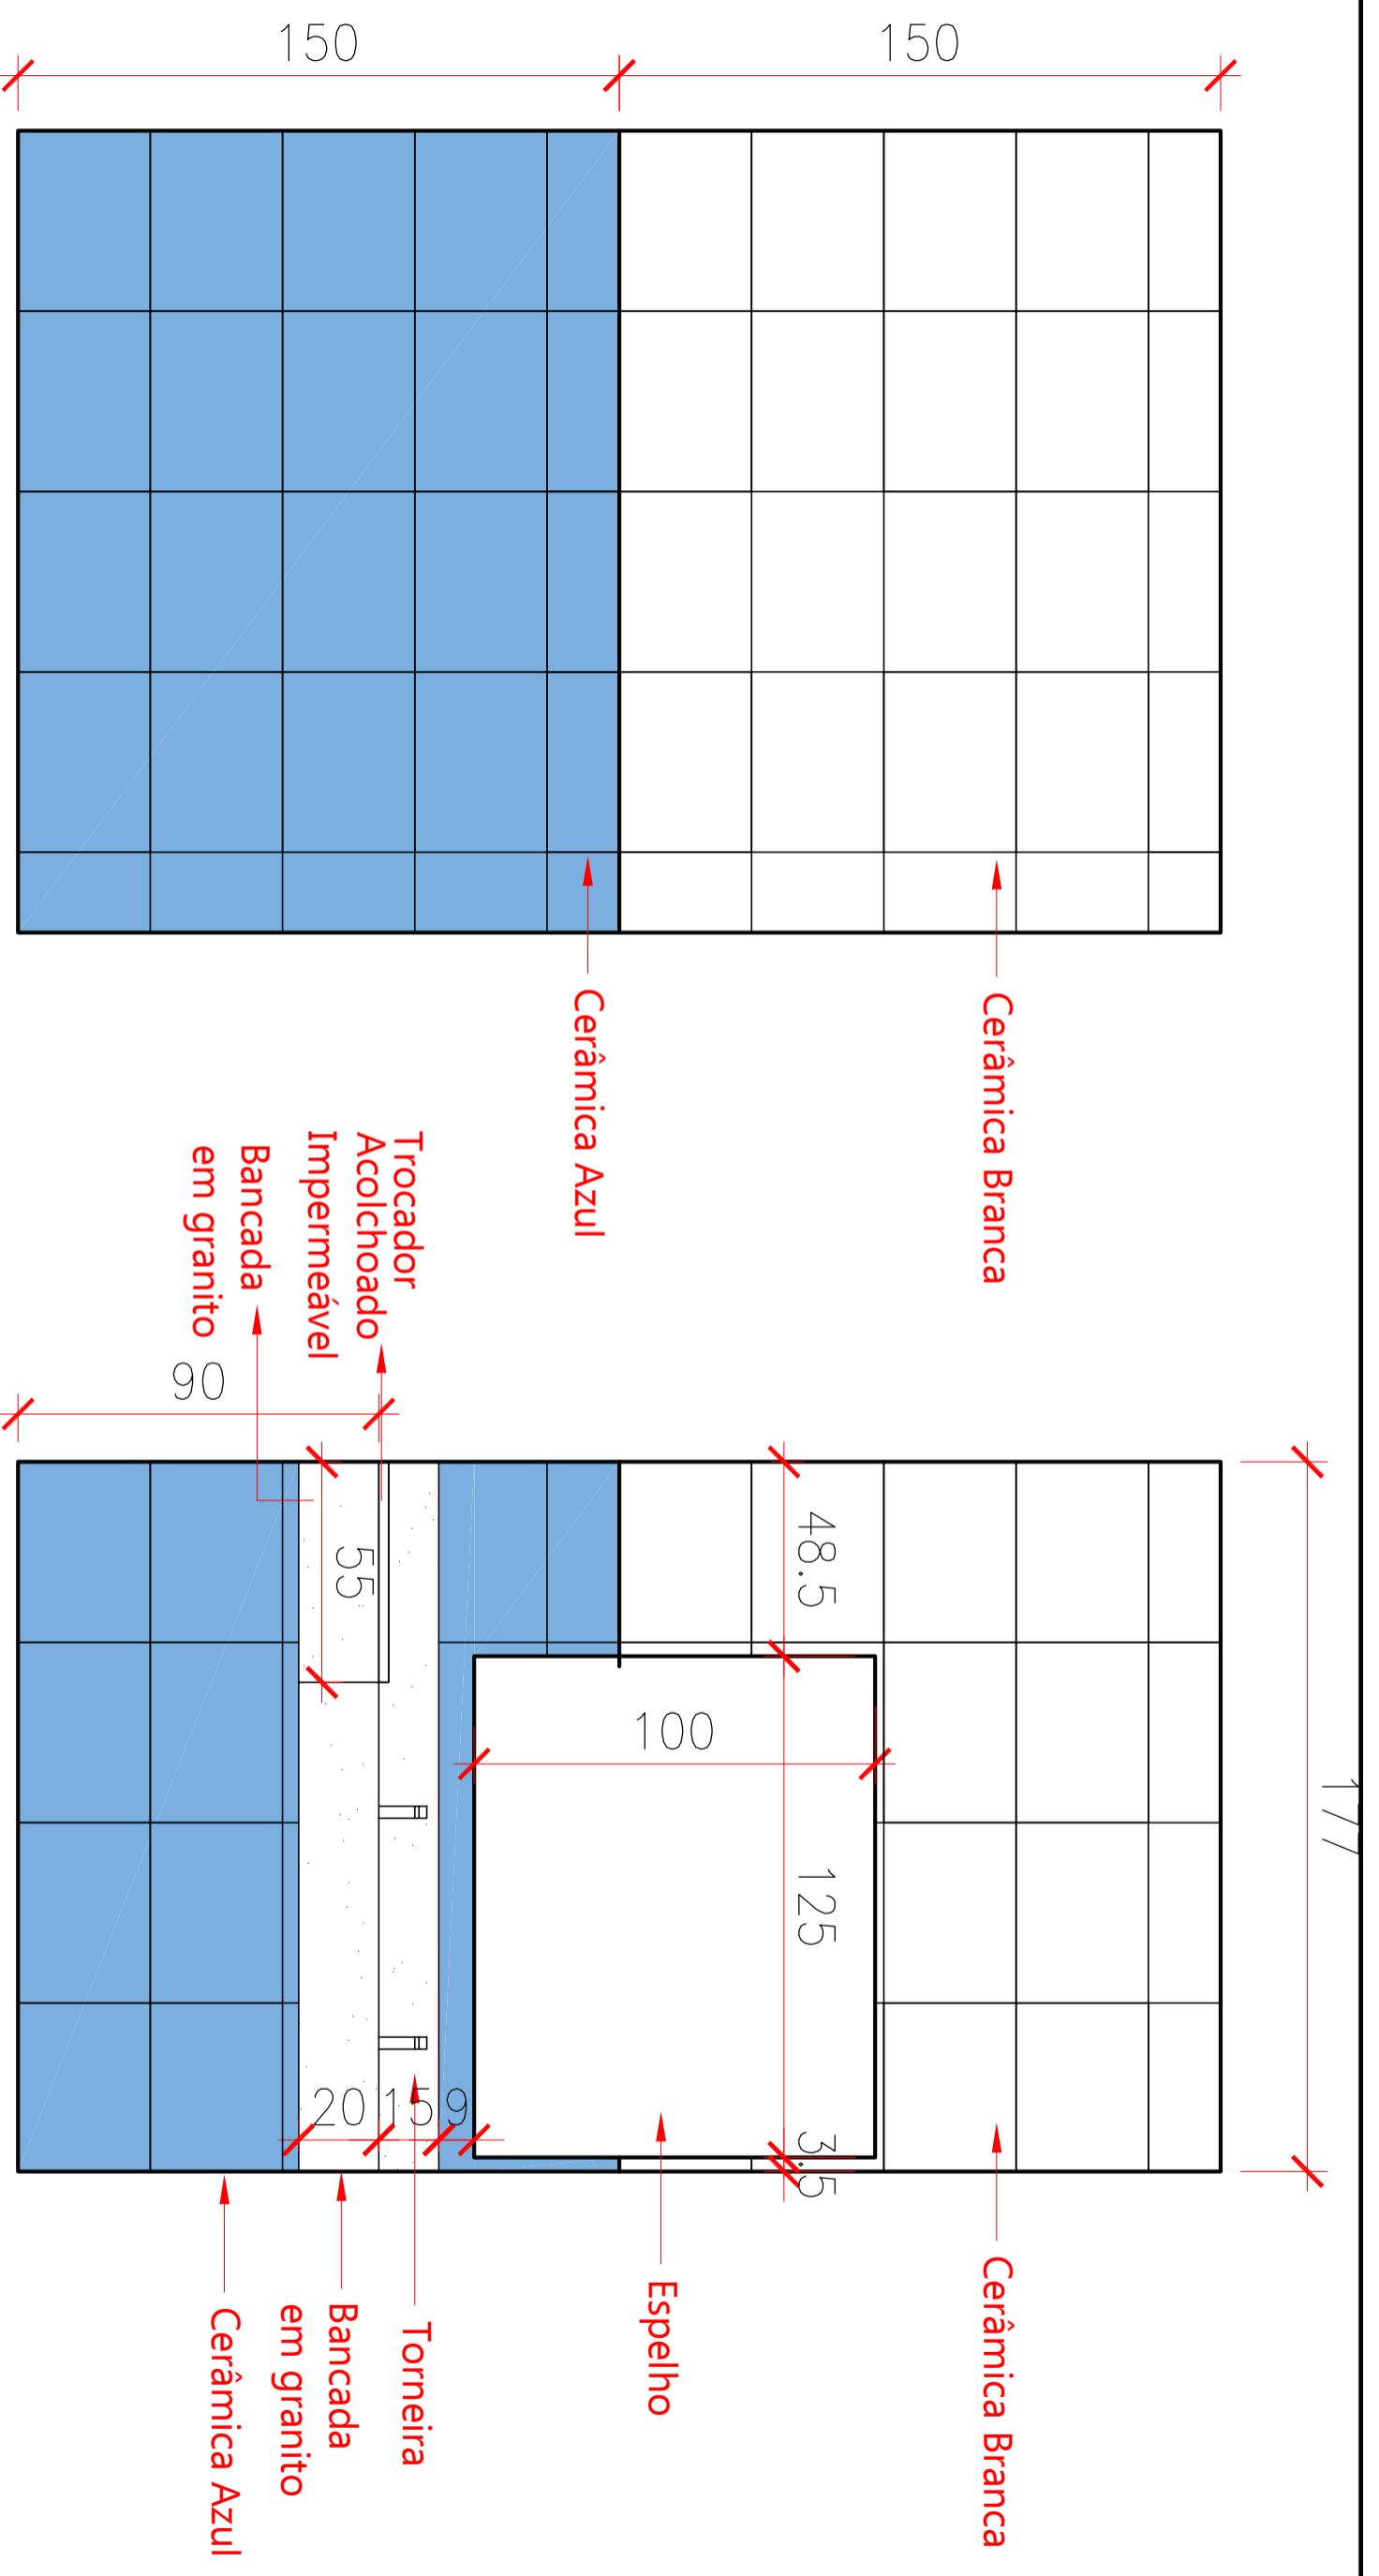 150
150
Cerâmica Branca
Cerâmica Azul
Trocador
Acolchoado
Impermeável
Bancada
em granito
90
177
48.5
125
3.5
100
55
20
15
9
Cerâmica Branca
Espelho
Torneira
Bancada
em granito
Cerâmica Azul